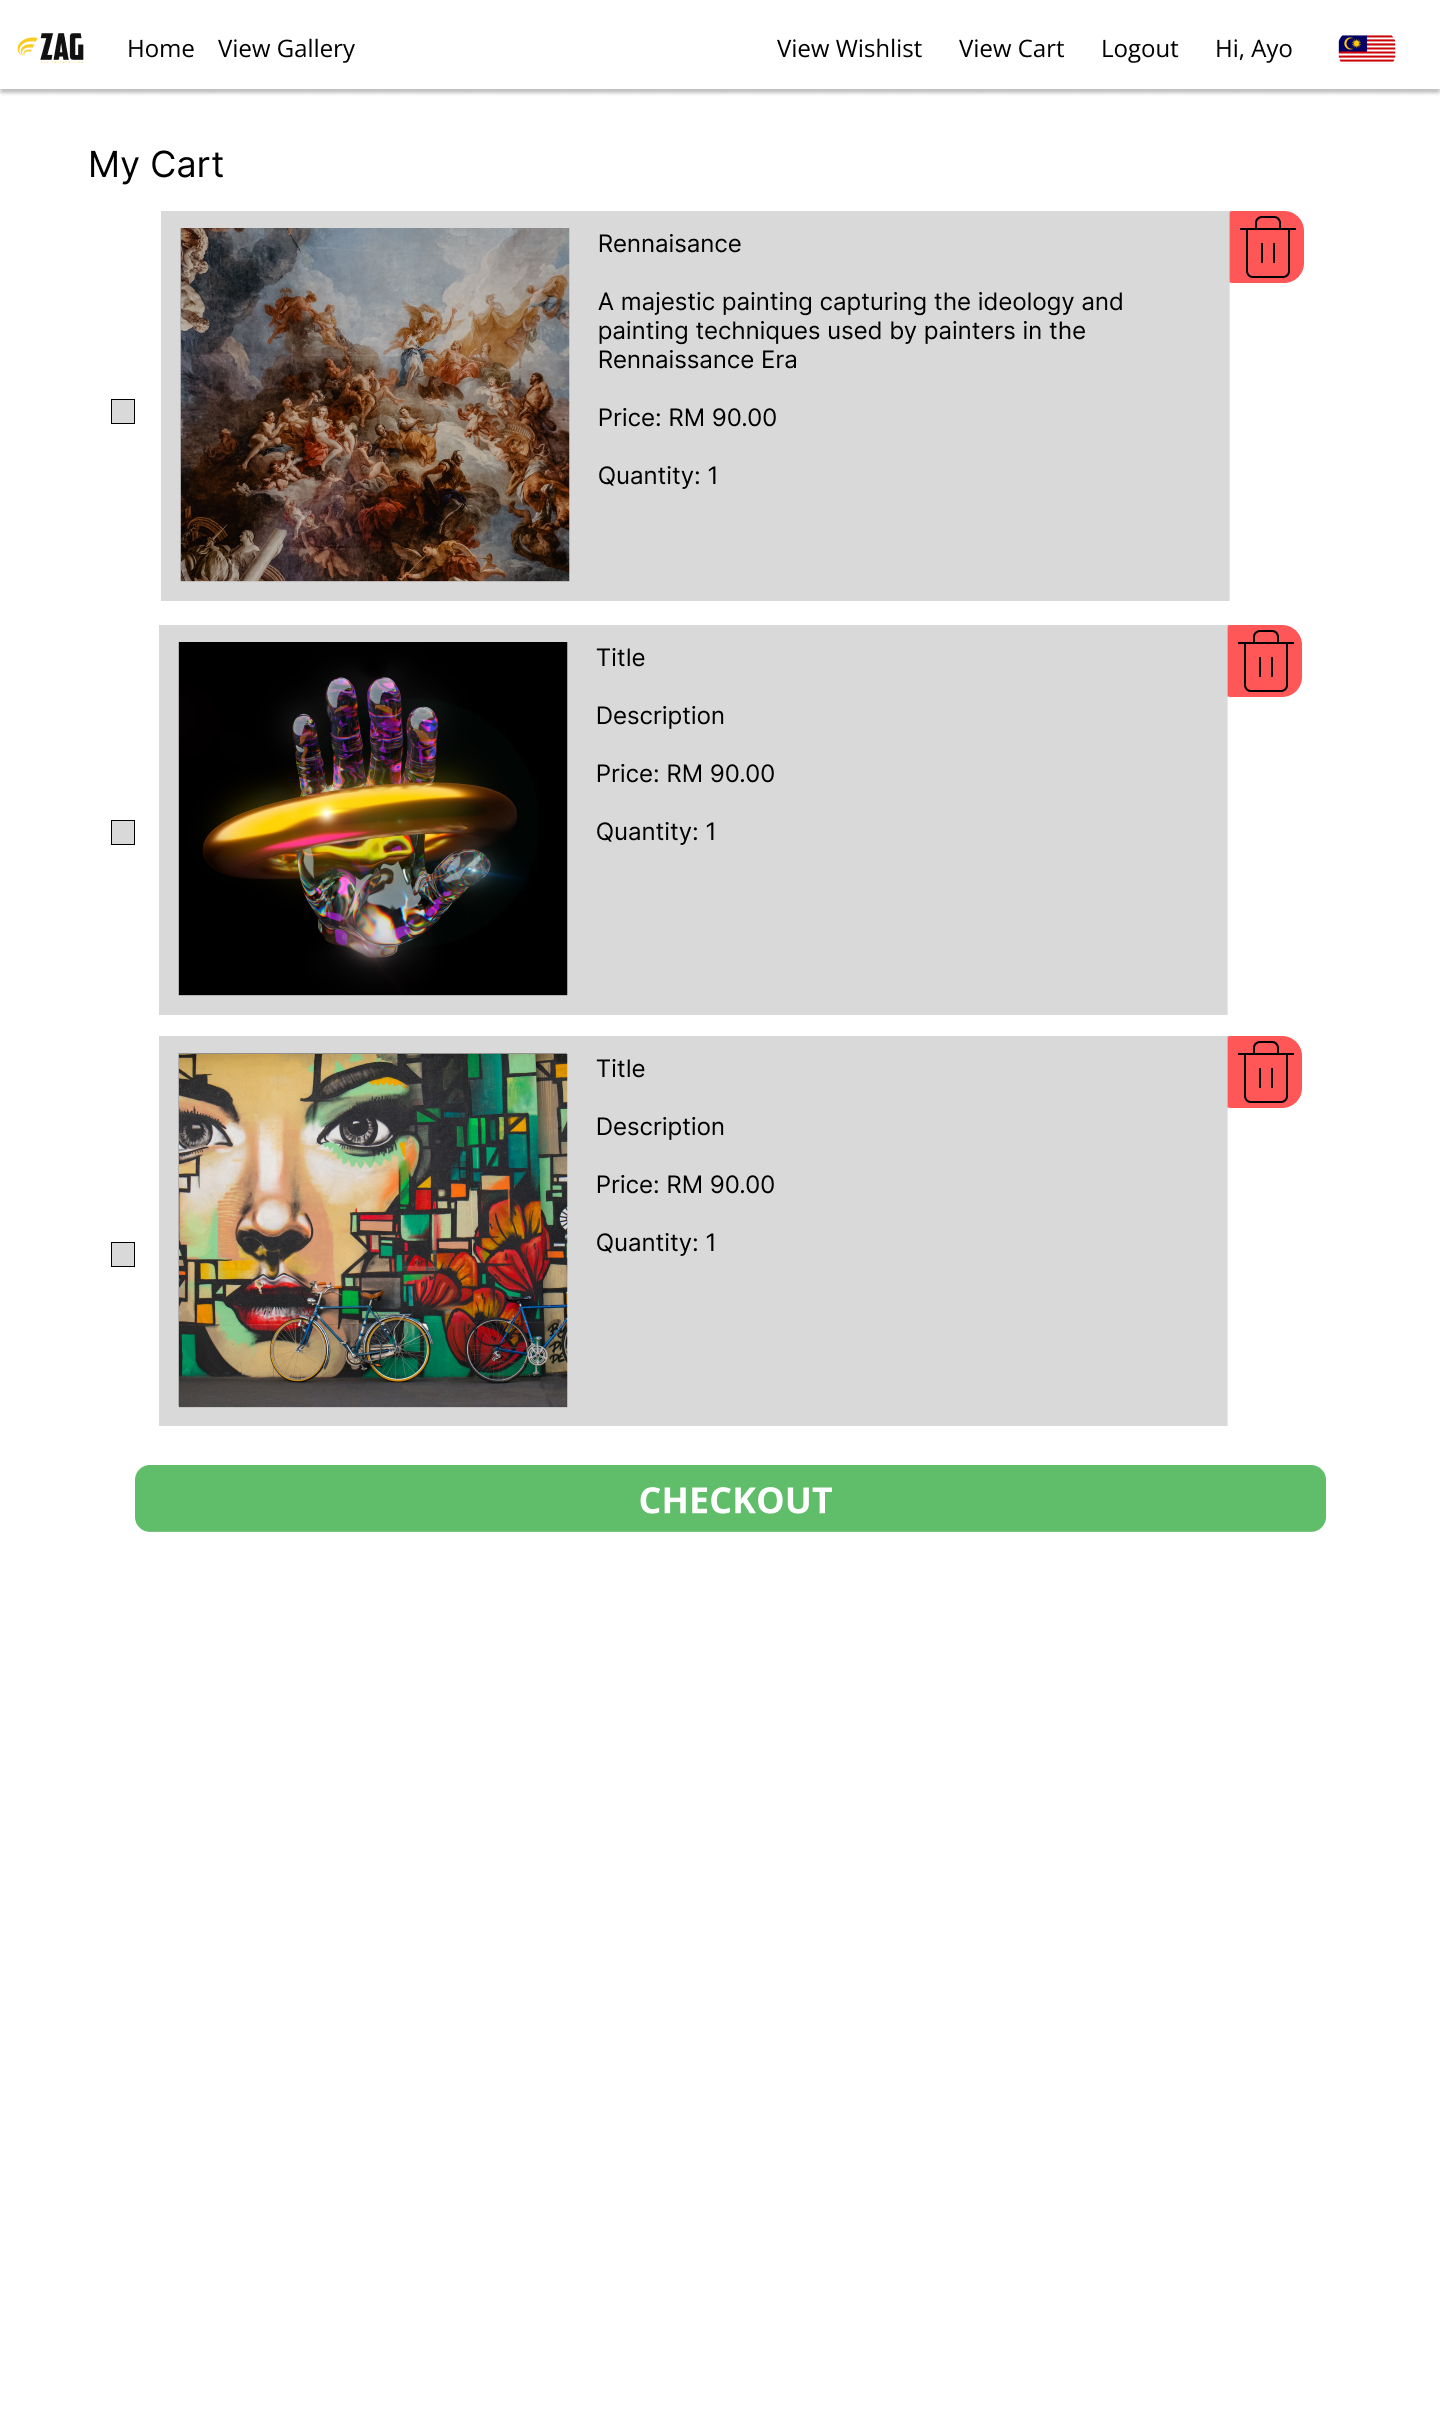 ZAG
Home
View Gallery
View Wishlist
View Cart
Logout
Hi, Ayo
My Cart
Rennaisance
A majestic painting capturing the ideology and
painting techniques used by painters in the
Rennaissance Era
Price: RM 90.00
Quantity: 1
Title
Description
Price: RM 90.00
Quantity: 1
Title
Description
Price: RM 90.00
Quantity: 1
CHECKOUT